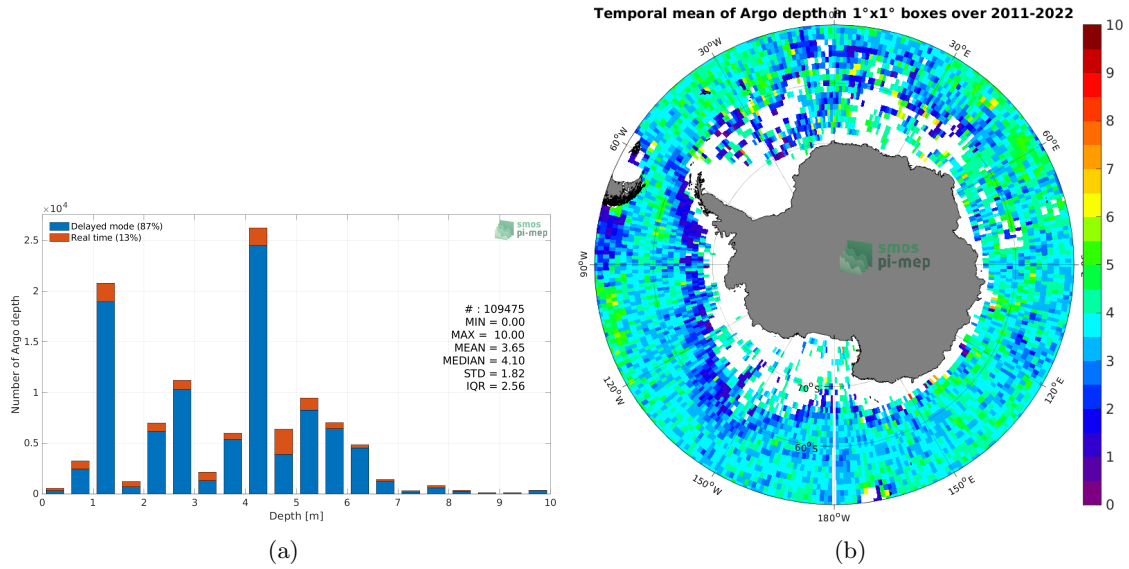 Temporal mean of Argo depth in 1°x1° boxes over 2011-2022
×10⁴
Delayed mode (87%)
Real time (13%)
smos
pi-mep
# : 109475
MIN = 0.00
MAX = 10.00
MEAN = 3.65
MEDIAN = 4.10
STD = 1.82
IQR = 2.56
Number of Argo depth
2.5
2
1.5
1
0.5
0
0 1 2 3 4 5 6 7 8 9 10
Depth [m]
(a)
30°W
30°E
60°W
60°E
90°W
120°W
120°E
150°W
150°E
180°W
70°S
60°S
smos
pi-mep
10
9
8
7
6
5
4
3
2
1
0
(b)